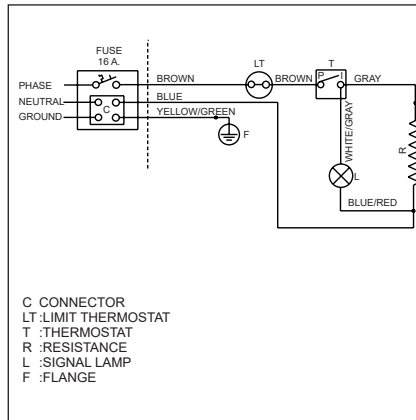 FUSE
16 A.
LT
T
PHASE
BROWN
BROWN
P
I
GRAY
NEUTRAL
BLUE
C
GROUND
YELLOW/GREEN
F
WHITE/GRAY
R
L
BLUE/RED
C CONNECTOR
LT :LIMIT THERMOSTAT
T :THERMOSTAT
R :RESISTANCE
L :SIGNAL LAMP
F :FLANGE